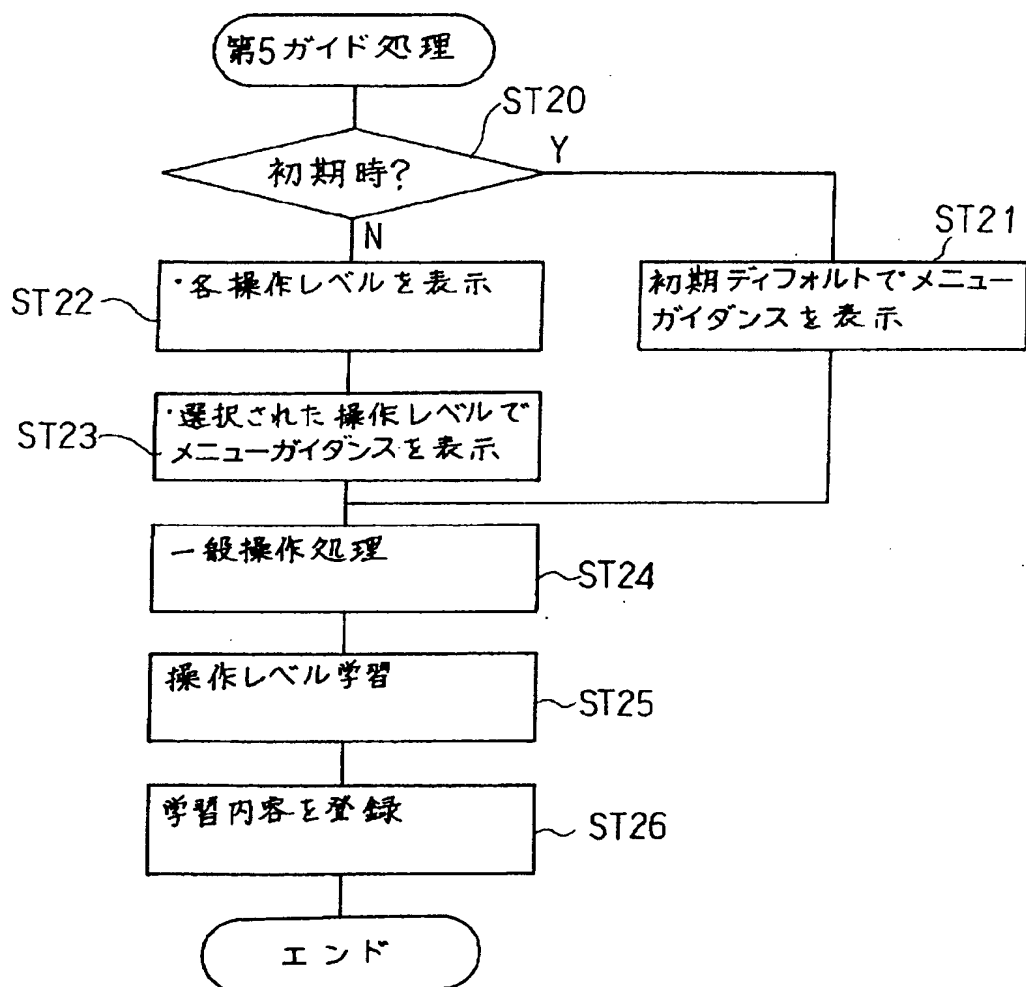 第5ガイド処理
ST20
初期時?
Y
N
ST21
・各操作レベルを表示
ST22
初期ディフォルトでメニュー
ガイダンスを表示
・選択された操作レベルで
メニューガイダンスを表示
ST23
一般操作処理
ST24
操作レベル学習
ST25
学習内容を登録
ST26
エンド